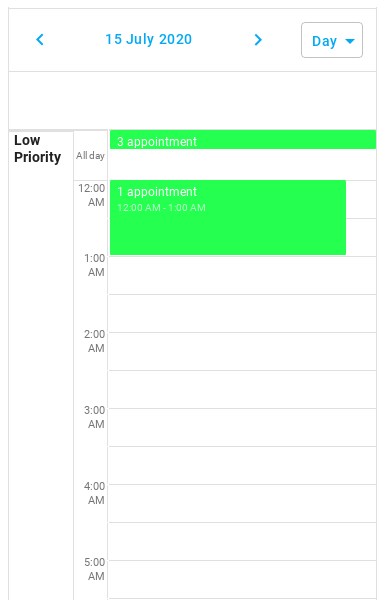 15 July 2020
Day
Low
Priority
All day
3 appointment
12:00
AM
1 appointment
12:00 AM - 1:00 AM
1:00
AM
2:00
AM
3:00
AM
4:00
AM
5:00
AM